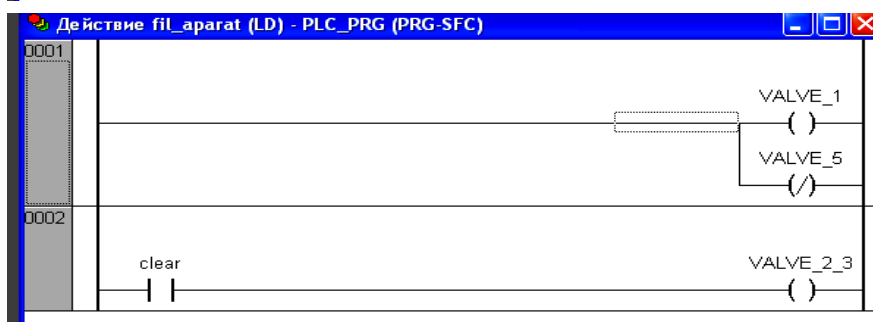 Действие fil_aparat (LD) - PLC_PRG (PRG-SFC)
0001
VALVE_1
VALVE_5
0002
clear
VALVE_2_3